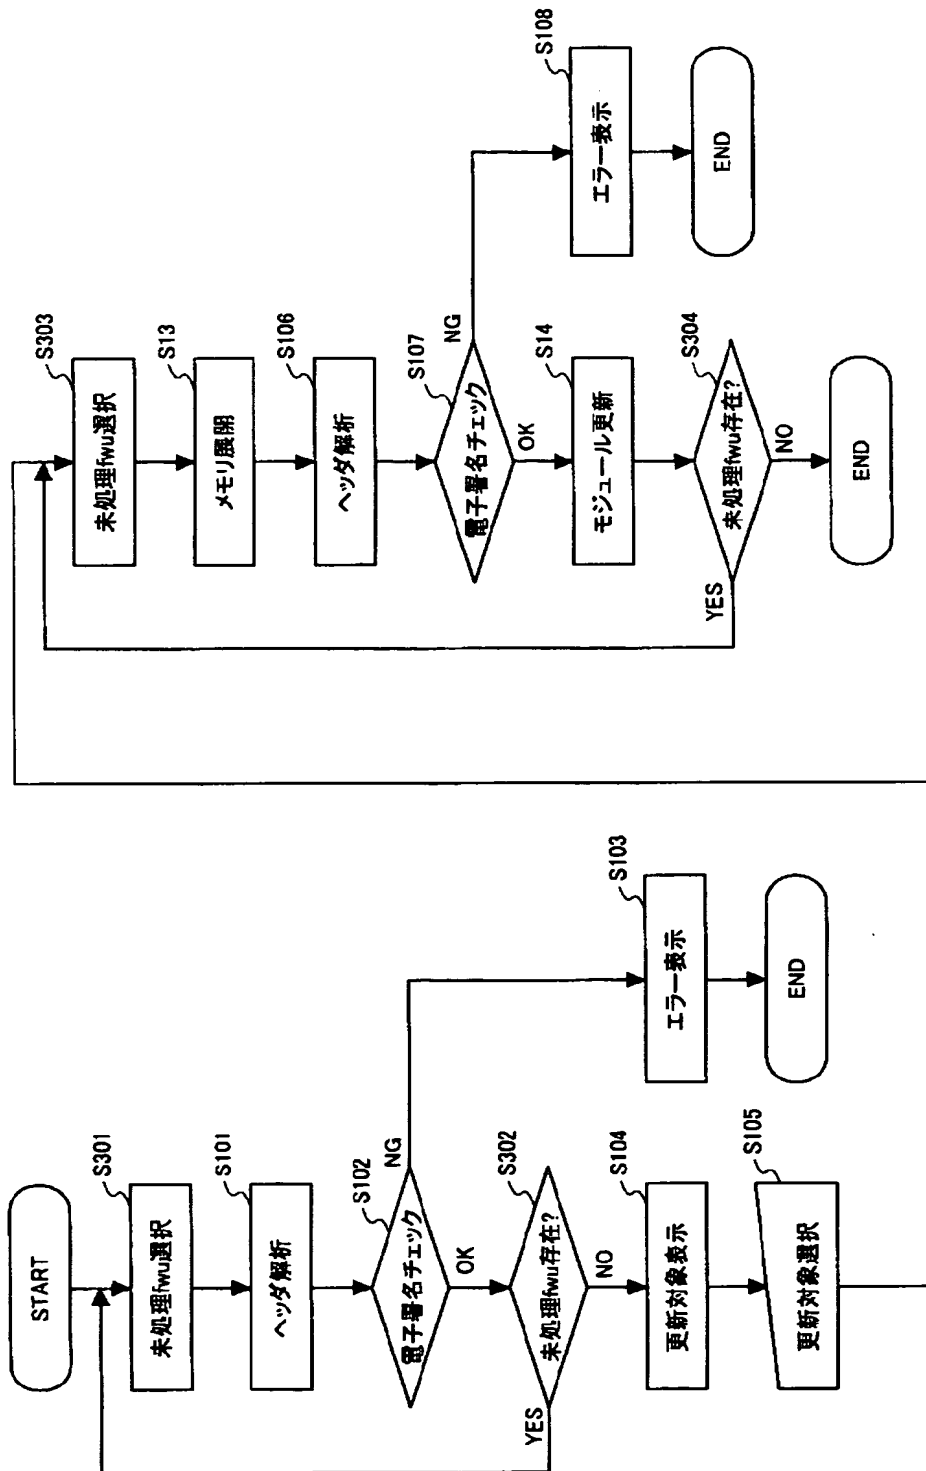 START
S301
未処理fwu選択
S101
ヘッダ解析
S102
電子署名チェック
NG
OK
S302
未処理fwu存在?
YES
NO
S104
更新対象表示
S105
更新対象選択
S103
エラー表示
END
S303
未処理fwu選択
S13
メモリ展開
S106
ヘッダ解析
S107
電子署名チェック
NG
OK
S14
モジュール更新
S304
未処理fwu存在?
YES
NO
END
S108
エラー表示
END